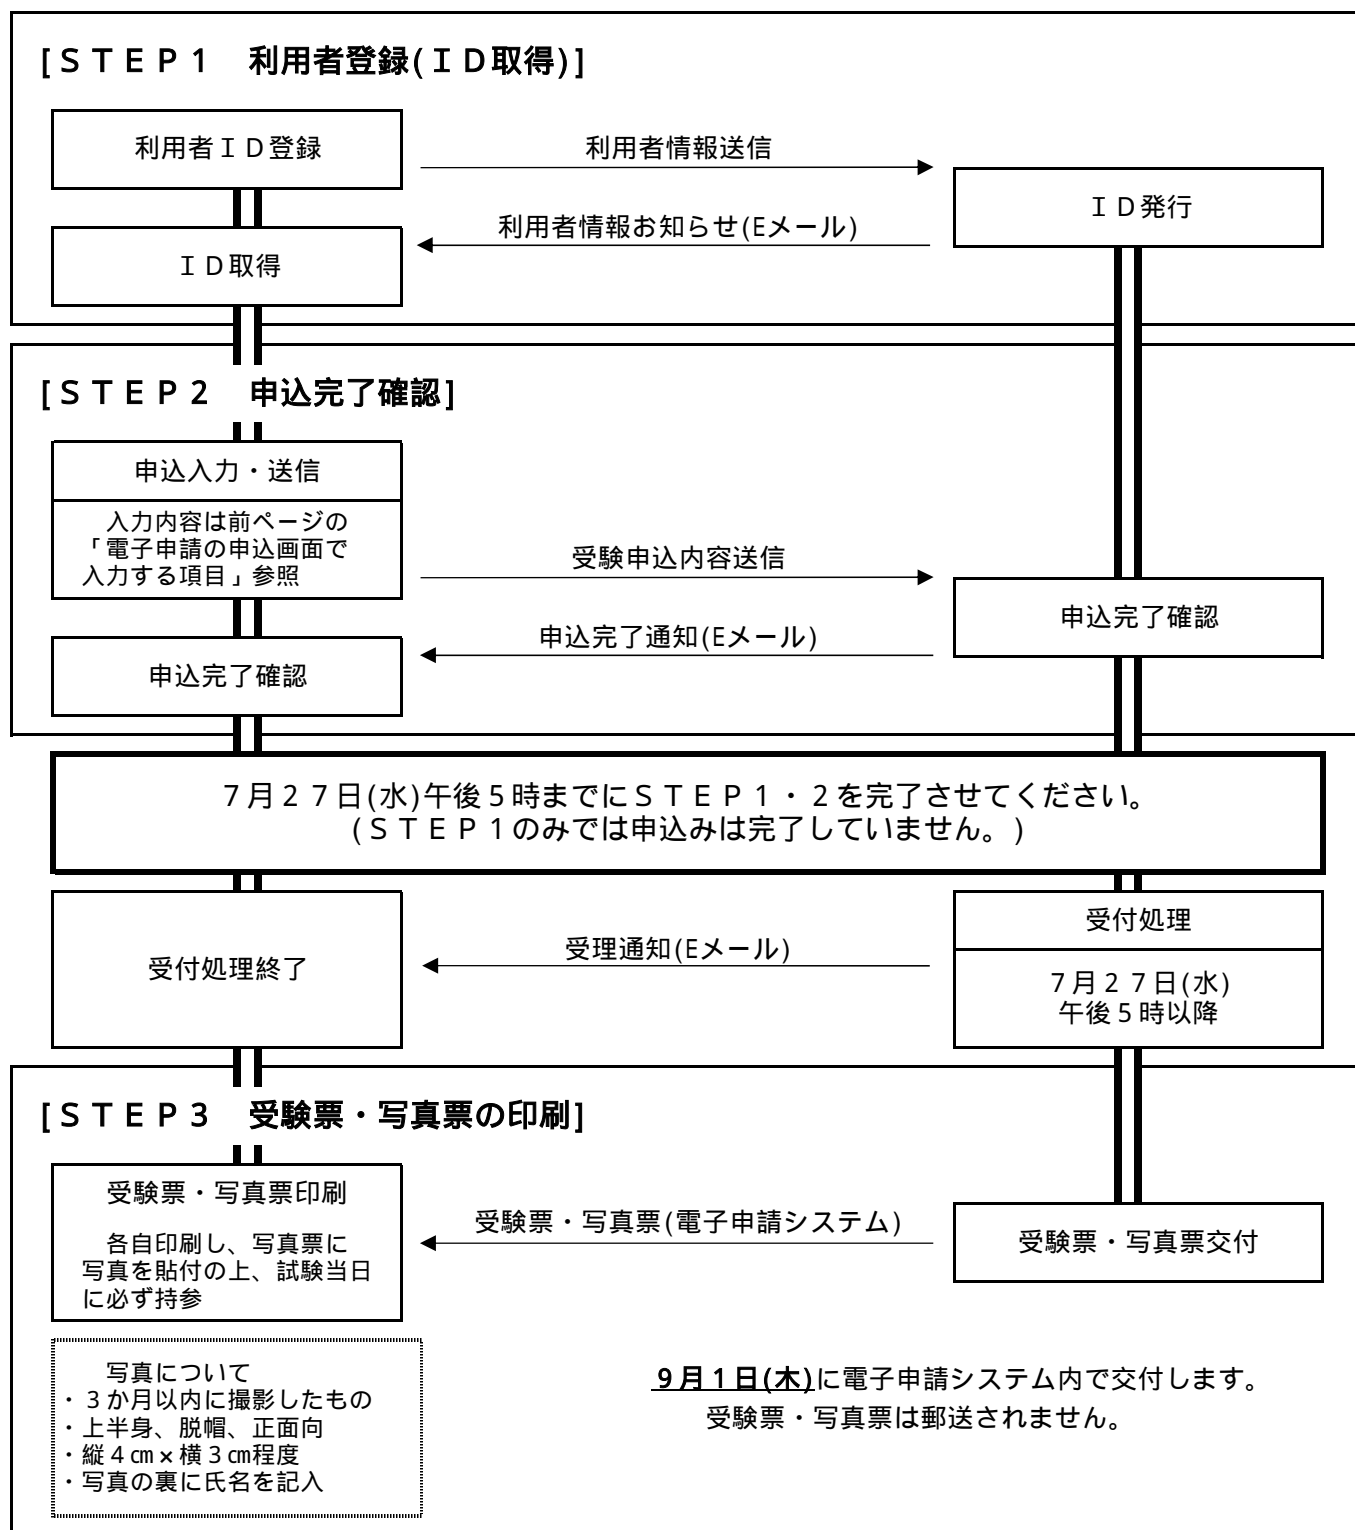 [ＳＴＥＰ1　利用者登録(ＩＤ取得)]
利用者ＩＤ登録
利用者情報送信
ＩＤ発行
利用者情報お知らせ(Eメール)
ＩＤ取得
[ＳＴＥＰ2　申込完了確認]
申込入力・送信
入力内容は前ページの
「電子申請の申込画面で
入力する項目」参照
受験申込内容送信
申込完了確認
申込完了通知(Eメール)
申込完了確認
７月２７日(水)午後５時までにＳＴＥＰ1・2を完了させてください。
(ＳＴＥＰ1のみでは申込みは完了していません。)
受付処理終了
受理通知(Eメール)
受付処理
７月２７日(水)
午後５時以降
[ＳＴＥＰ3　受験票・写真票の印刷]
受験票・写真票印刷
各自印刷し、写真票に
写真を貼付の上、試験当日
に必ず持参
受験票・写真票(電子申請システム)
受験票・写真票交付
写真について
・３か月以内に撮影したもの
・上半身、脱帽、正面向
・縦４㎝×横３㎝程度
・写真の裏に氏名を記入
９月１日(木)に電子申請システム内で交付します。
受験票・写真票は郵送されません。